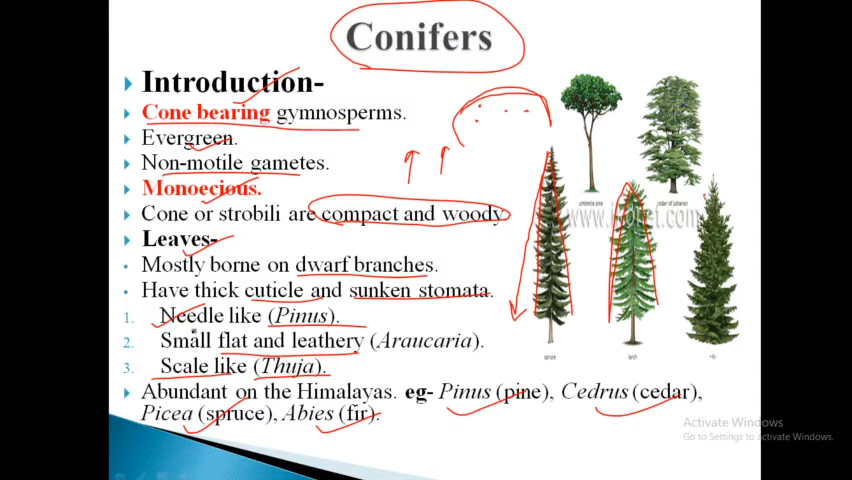 Conifers
Introduction-
Cone bearing gymnosperms.
Evergreen.
Non-motile gametes.
Monoecious.
Cone or strobili are compact and woody
Leaves-
Mostly borne on dwarf branches.
Have thick cuticle and sunken stomata.
1. Needle like (Pinus).
2. Small flat and leathery (Araucaria).
3. Scale like (Thuja).
Abundant on the Himalayas. eg- Pinus (pine), Cedrus (cedar),
Picea (spruce), Abies (fir).
umbrella pine
cedar of Lebanon
spruce
larch
fir
Activate Windows
Go to Settings to activate Windows.